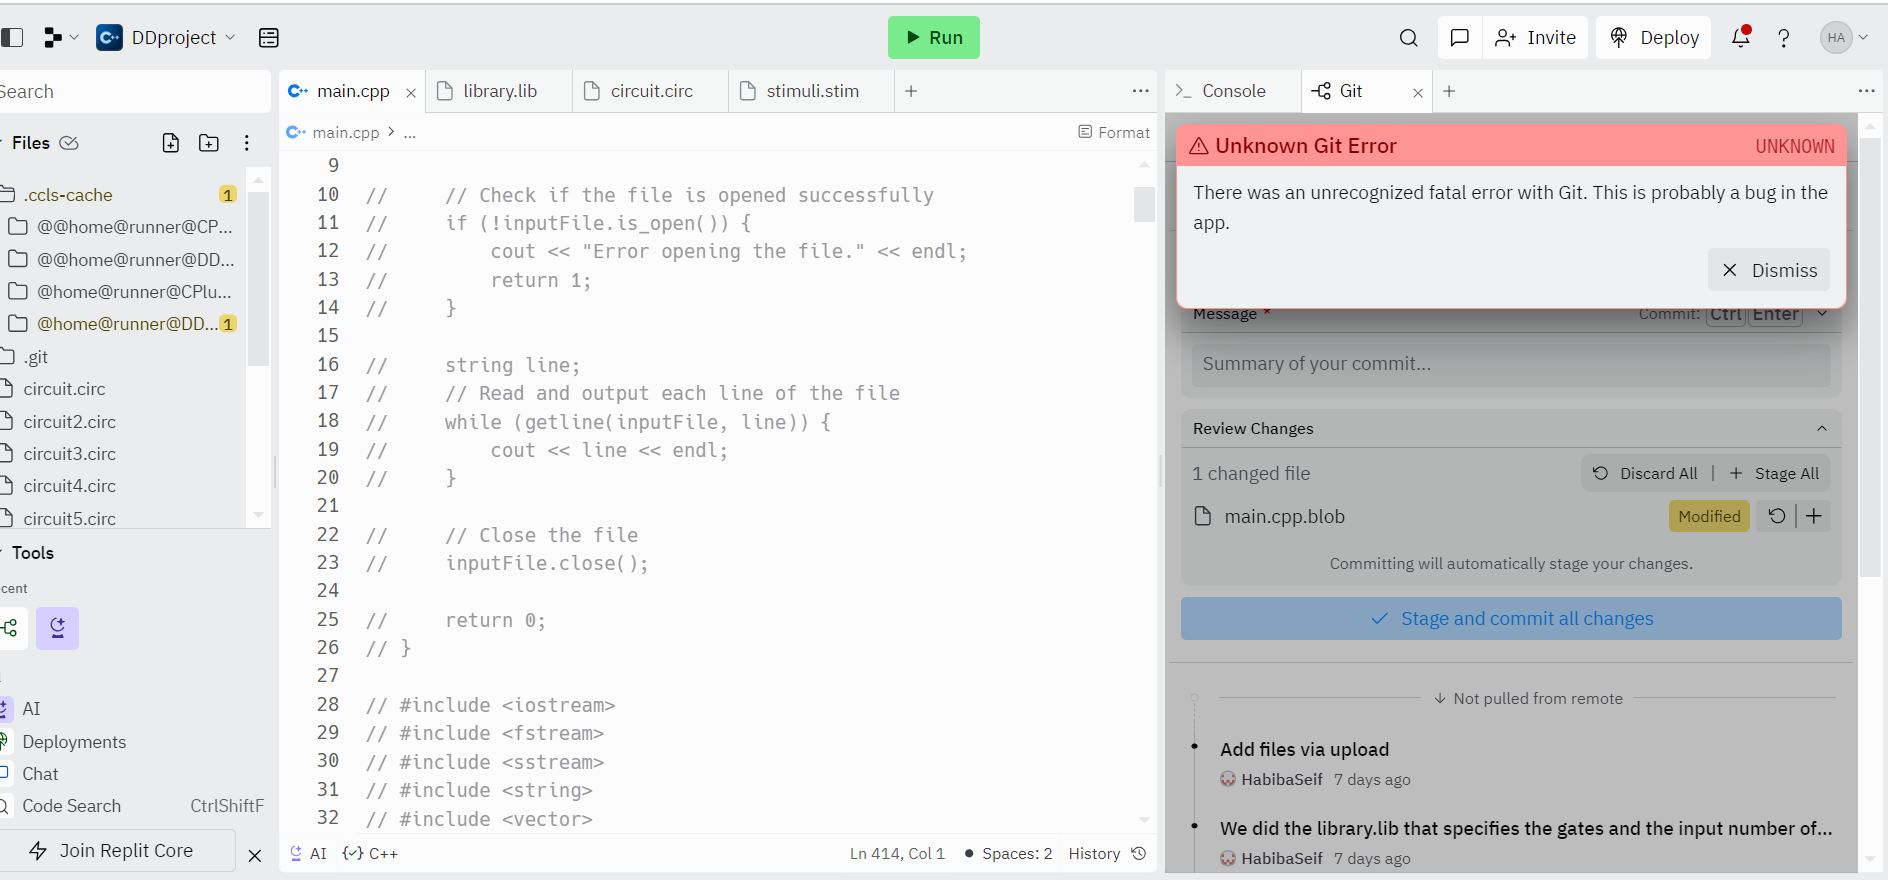 DDproject
Run
Invite
Deploy
HA
Search
Files
.ccls-cache 1
@@home@runner@CP...
@@home@runner@DD...
@home@runner@CPlu...
@home@runner@DD... 1
.git
circuit.circ
circuit2.circ
circuit3.circ
circuit4.circ
circuit5.circ
Tools
cent
AI
Deployments
Chat
Code Search CtrlShiftF
Join Replit Core
main.cpp
library.lib
circuit.circ
stimuli.stim
main.cpp > ...
Format
9
10 // // Check if the file is opened successfully
11 // if (!inputFile.is_open()) {
12 // cout << "Error opening the file." << endl;
13 // return 1;
14 // }
15
16 // string line;
17 // // Read and output each line of the file
18 // while (getline(inputFile, line)) {
19 // cout << line << endl;
20 // }
21
22 // // Close the file
23 // inputFile.close();
24
25 // return 0;
26 // }
27
28 // #include <iostream>
29 // #include <fstream>
30 // #include <sstream>
31 // #include <string>
32 // #include <vector>
AI C++ Ln 414, Col 1 Spaces: 2 History
Console
Git
Unknown Git Error UNKNOWN
There was an unrecognized fatal error with Git. This is probably a bug in the
app.
Dismiss
Message * Commit: Ctrl Enter
Summary of your commit...
Review Changes
1 changed file Discard All | + Stage All
main.cpp.blob Modified
Committing will automatically stage your changes.
Stage and commit all changes
Not pulled from remote
Add files via upload
HabibaSeif 7 days ago
We did the library.lib that specifies the gates and the input number of...
HabibaSeif 7 days ago